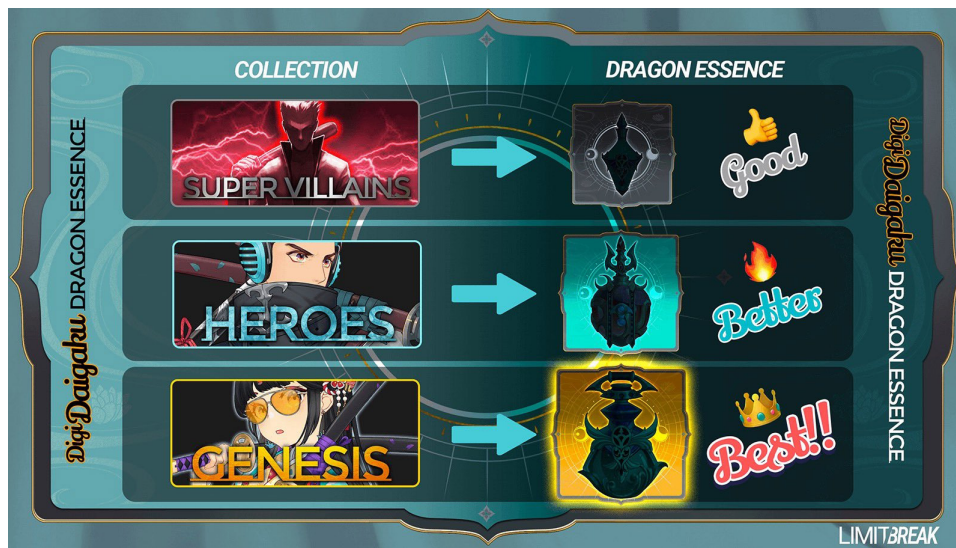 COLLECTION
DRAGON ESSENCE
SUPER VILLAINS
Good
HEROES
Better
GENESIS
Best!!
DigiDaigaku DRAGON ESSENCE
DigiDaigaku DRAGON ESSENCE
LIMITBREAK